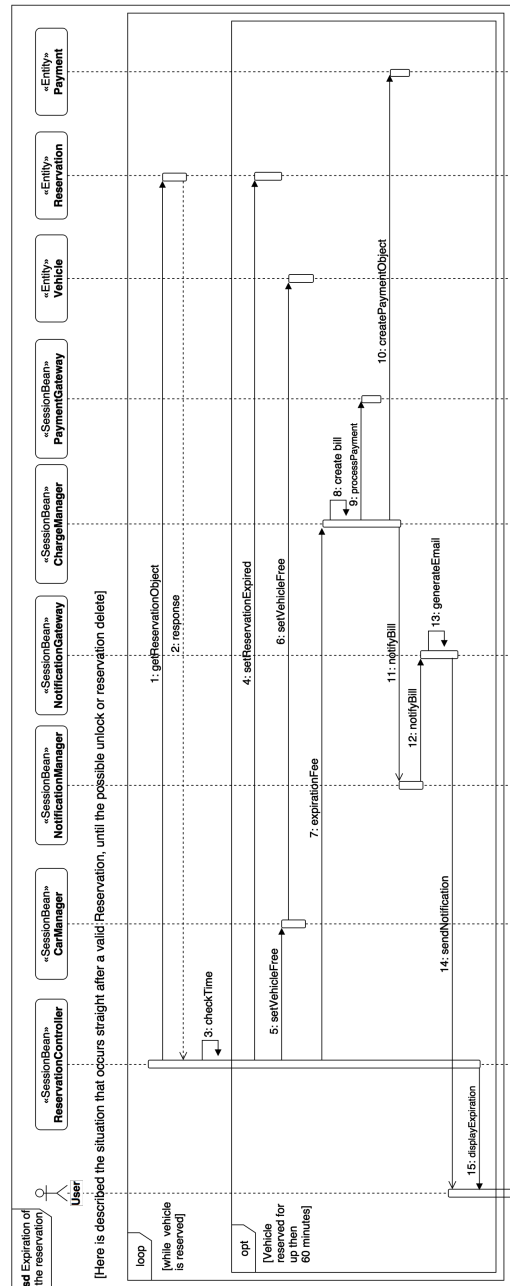 sd Expiration of
the reservation
User
«SessionBean»
ReservationController
«SessionBean»
CarManager
«SessionBean»
NotificationManager
«SessionBean»
NotificationGateway
«SessionBean»
ChargeManager
«SessionBean»
PaymentGateway
«Entity»
Vehicle
«Entity»
Reservation
«Entity»
Payment
[Here is described the situation that occurs straight after a valid Reservation, until the possible unlock or reservation delete]
loop
[while vehicle
is reserved]
1: getReservationObject
2: response
3: checkTime
opt
[Vehicle
reserved for
up then
60 minutes]
4: setReservationExpired
5: setVehicleFree
6: setVehicleFree
7: expirationFee
8: create bill
9: processPayment
10: createPaymentObject
11: notifyBill
12: notifyBill
13: generateEmail
14: sendNotification
15: displayExpiration